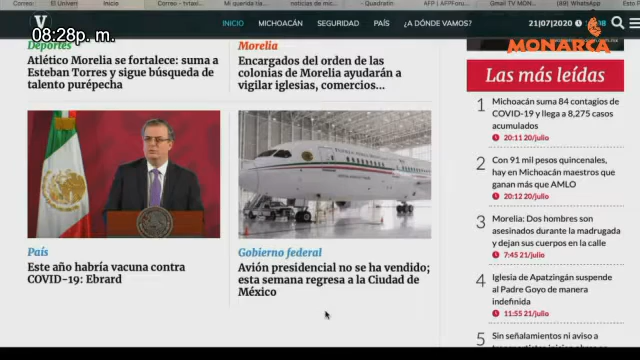 08:28p. m.
V
INICIO MICHOACÁN SEGURIDAD PAÍS ¿A DÓNDE VAMOS?
21/07/2020
MONARCA
Deportes
Atlético Morelia se fortalece: suma a
Esteban Torres y sigue búsqueda de
talento purépecha
Morelia
Encargados del orden de las
colonias de Morelia ayudarán a
vigilar iglesias, comercios...
País
Este año habría vacuna contra
COVID-19: Ebrard
Gobierno federal
Avión presidencial no se ha vendido;
esta semana regresa a la Ciudad de
México
Las más leídas
1 Michoacán suma 84 contagios de
COVID-19 y llega a 8,275 casos
acumulados
20:11 20/julio
2 Con 91 mil pesos quincenales,
hay en Michoacán maestros que
ganan más que AMLO
20:12 20/julio
3 Morelia: Dos hombres son
asesinados durante la madrugada
y dejan sus cuerpos en la calle
7:45 21/julio
4 Iglesia de Apatzingán suspende
al Padre Goyo de manera
indefinida
11:55 21/julio
5 Sin señalamientos ni aviso a